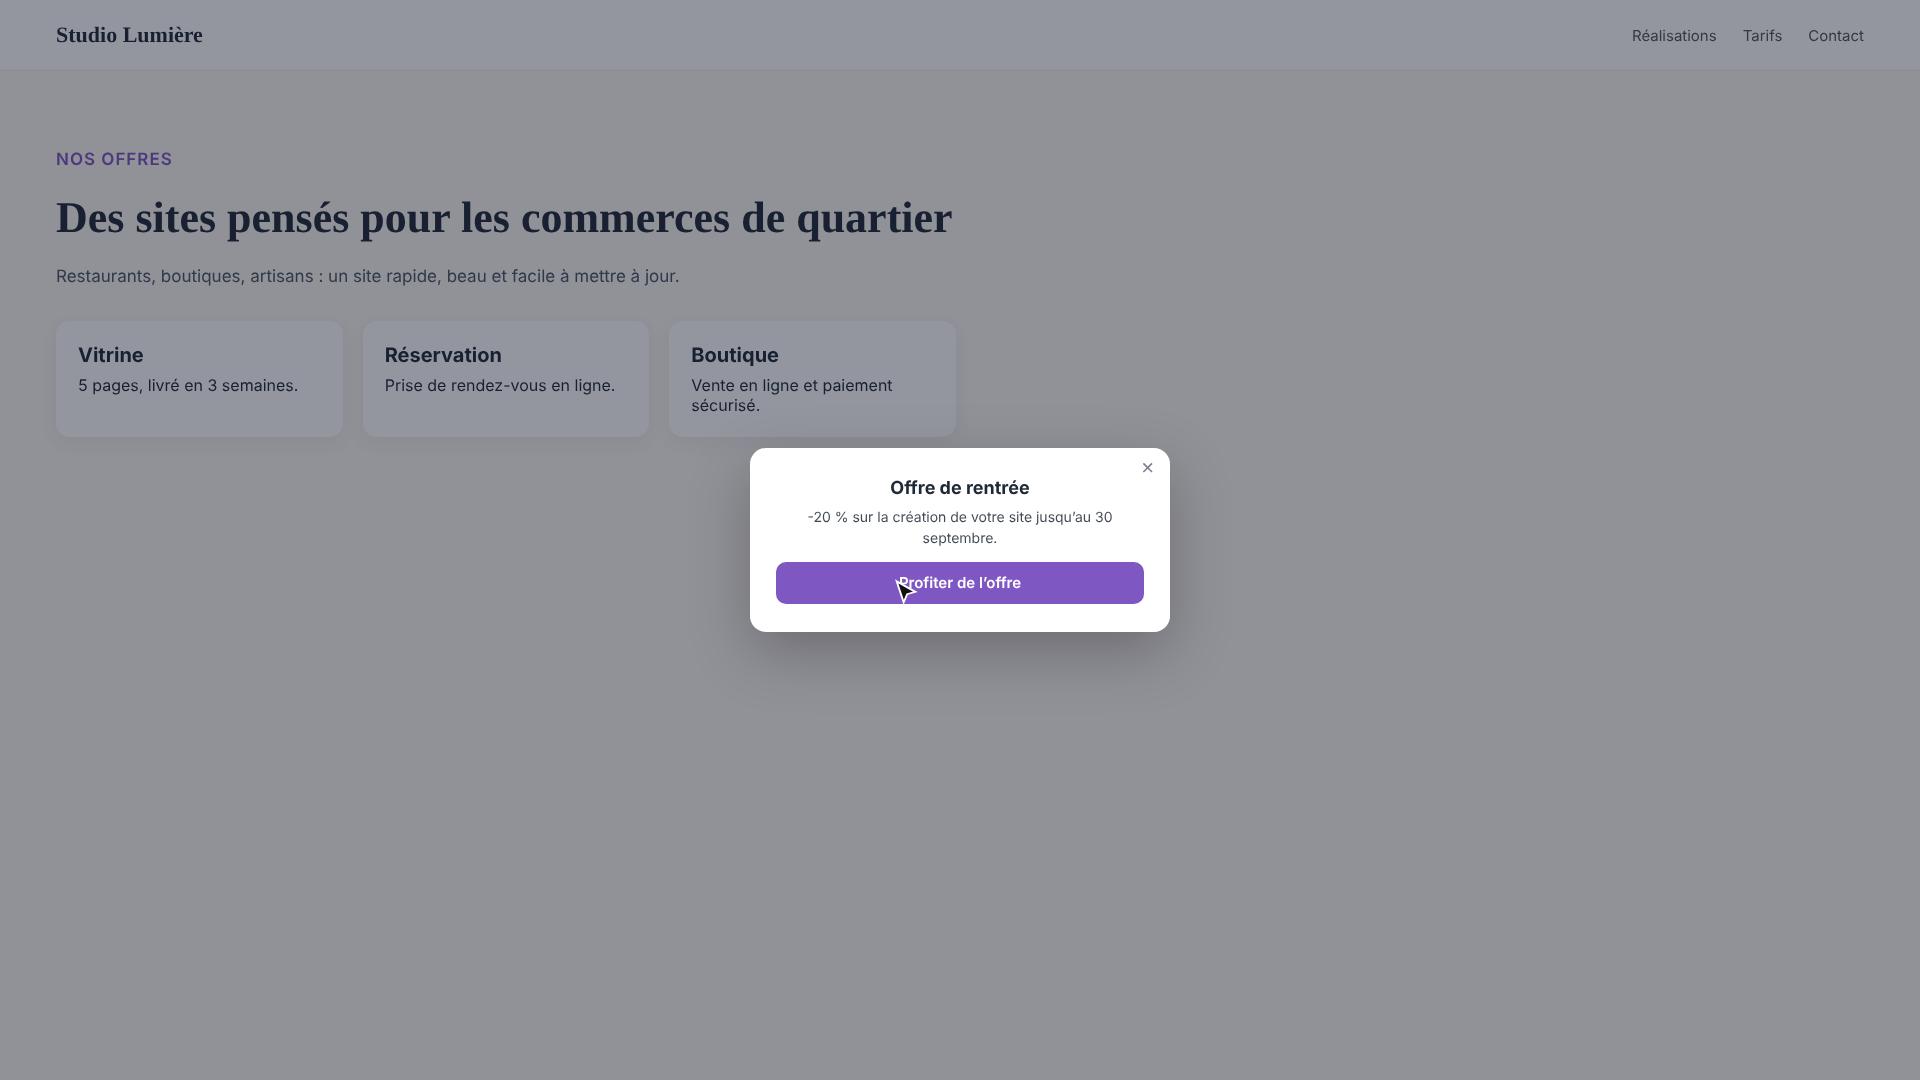 Studio Lumière
Réalisations Tarifs Contact
NOS OFFRES
Des sites pensés pour les commerces de quartier
Restaurants, boutiques, artisans : un site rapide, beau et facile à mettre à jour.
Vitrine
5 pages, livré en 3 semaines.
Réservation
Prise de rendez-vous en ligne.
Boutique
Vente en ligne et paiement
sécurisé.
×
Offre de rentrée
-20 % sur la création de votre site jusqu’au 30
septembre.
Profiter de l’offre